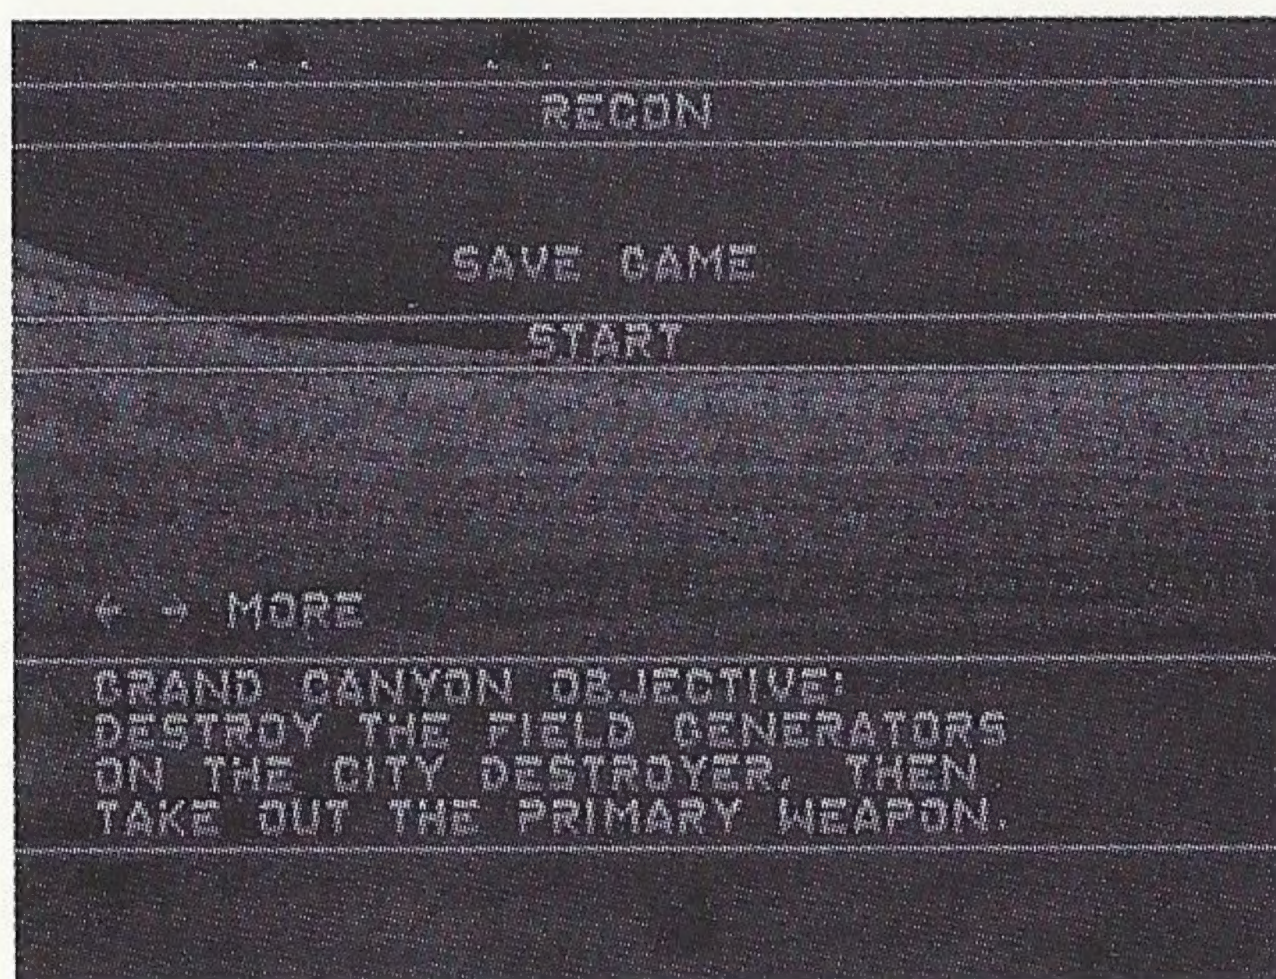 RECON
SAVE GAME
START
← → MORE
GRAND CANYON OBJECTIVE:
DESTROY THE FIELD GENERATORS
ON THE CITY DESTROYER, THEN
TAKE OUT THE PRIMARY WEAPON.